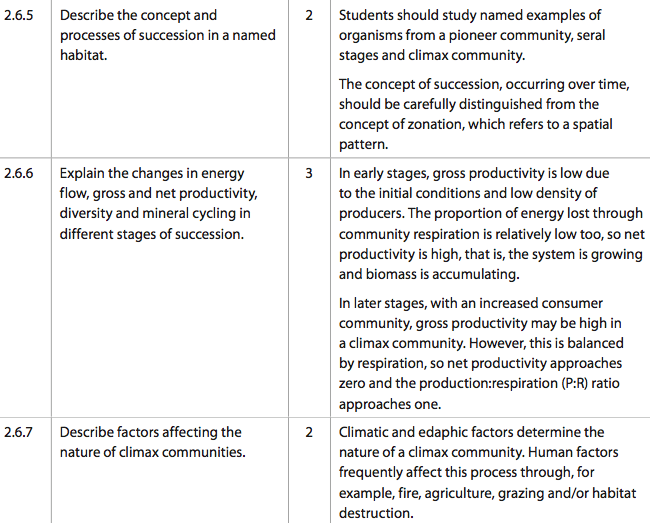 2.6.5
Describe the concept and
processes of succession in a named
habitat.
2
Students should study named examples of
organisms from a pioneer community, seral
stages and climax community.
The concept of succession, occurring over time,
should be carefully distinguished from the
concept of zonation, which refers to a spatial
pattern.
2.6.6
Explain the changes in energy
flow, gross and net productivity,
diversity and mineral cycling in
different stages of succession.
3
In early stages, gross productivity is low due
to the initial conditions and low density of
producers. The proportion of energy lost through
community respiration is relatively low too, so net
productivity is high, that is, the system is growing
and biomass is accumulating.
In later stages, with an increased consumer
community, gross productivity may be high in
a climax community. However, this is balanced
by respiration, so net productivity approaches
zero and the production:respiration (P:R) ratio
approaches one.
2.6.7
Describe factors affecting the
nature of climax communities.
2
Climatic and edaphic factors determine the
nature of a climax community. Human factors
frequently affect this process through, for
example, fire, agriculture, grazing and/or habitat
destruction.